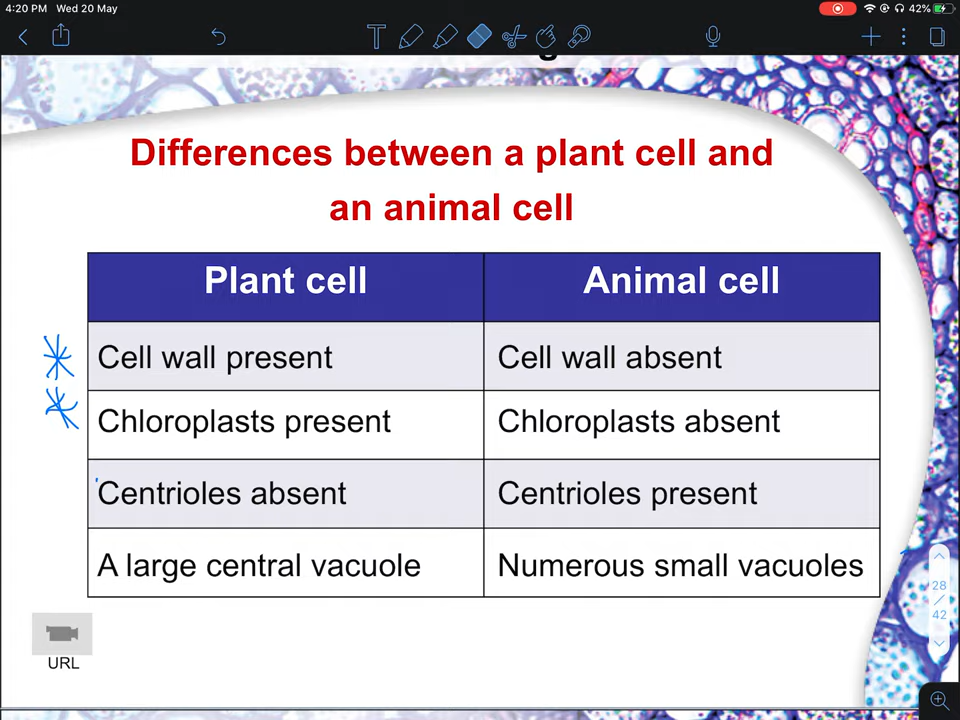 4:20 PM Wed 20 May
42%
Differences between a plant cell and
an animal cell
Plant cell Animal cell
Cell wall present Cell wall absent
Chloroplasts present Chloroplasts absent
Centrioles absent Centrioles present
A large central vacuole Numerous small vacuoles
28
/
42
URL